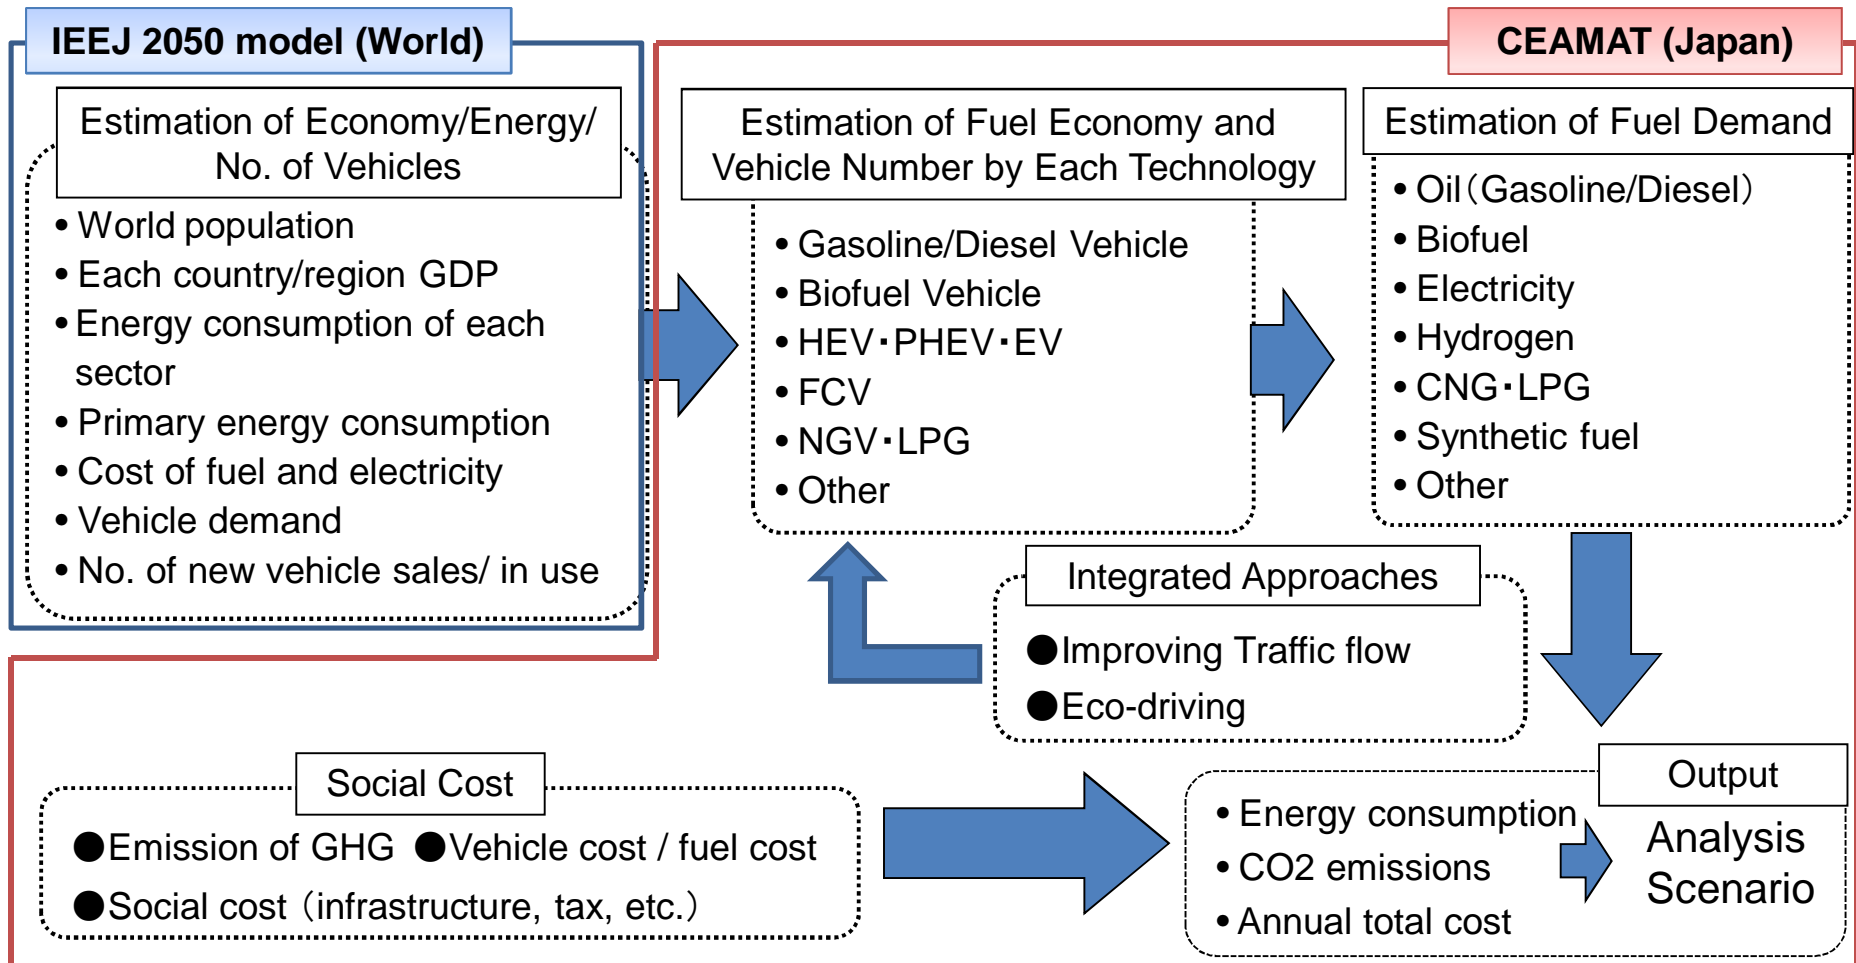 IEEJ 2050 model (World)
CEAMAT (Japan)
Estimation of Economy/Energy/
No. of Vehicles
• World population
• Each country/region GDP
• Energy consumption of each
sector
• Primary energy consumption
• Cost of fuel and electricity
• Vehicle demand
• No. of new vehicle sales/ in use
Estimation of Fuel Economy and
Vehicle Number by Each Technology
• Gasoline/Diesel Vehicle
• Biofuel Vehicle
• HEV・PHEV・EV
• FCV
• NGV・LPG
• Other
Estimation of Fuel Demand
• Oil（Gasoline/Diesel）
• Biofuel
• Electricity
• Hydrogen
• CNG・LPG
• Synthetic fuel
• Other
Integrated Approaches
●Improving Traffic flow
●Eco-driving
Social Cost
●Emission of GHG ●Vehicle cost / fuel cost
●Social cost（infrastructure, tax, etc.）
Output
• Energy consumption
• CO2 emissions
• Annual total cost
Analysis
Scenario